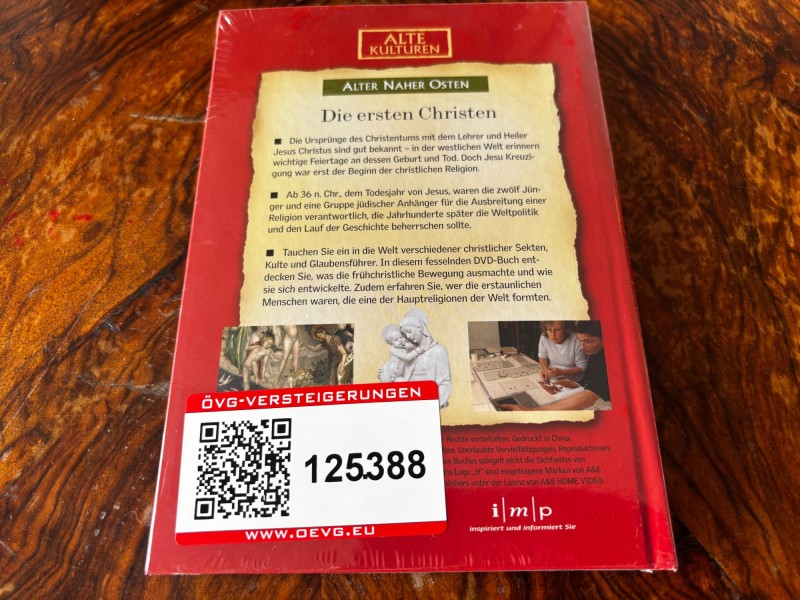 ALTE
KULTUREN
ALTER NAHER OSTEN
Die ersten Christen
■ Die Ursprünge des Christentums mit dem Lehrer und Heiler
Jesus Christus sind gut bekannt – in der westlichen Welt erinnern
wichtige Feiertage an dessen Geburt und Tod. Doch Jesu Kreuzi-
gung war erst der Beginn der christlichen Religion.
■ Ab 36 n. Chr., dem Todesjahr von Jesus, waren die zwölf Jün-
ger und eine Gruppe jüdischer Anhänger für die Ausbreitung einer
Religion verantwortlich, die Jahrhunderte später die Weltpolitik
und den Lauf der Geschichte beherrschen sollte.
■ Tauchen Sie ein in die Welt verschiedener christlicher Sekten,
Kulte und Glaubensführer. In diesem fesselnden DVD-Buch ent-
decken Sie, was die frühchristliche Bewegung ausmachte und wie
sie sich entwickelte. Zudem erfahren Sie, wer die erstaunlichen
Menschen waren, die eine der Hauptreligionen der Welt formten.
ÖVG-VERSTEIGERUNGEN
125.388
WWW.OEVG.EU
Rechte vorbehalten. Gedruckt in China.
Unerlaubte Vervielfältigungen, Reproduktionen
Buches spiegelt nicht die Sichtweise von
Logo „H" sind eingetragene Marken von A&E
unter der Lizenz von A&E HOME VIDEO.
i|m|p
inspiriert und informiert Sie